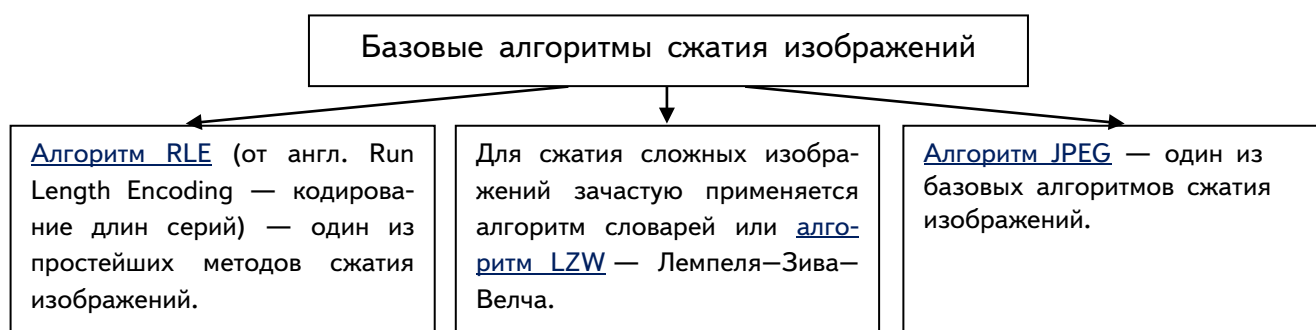 Базовые алгоритмы сжатия изображений
Алгоритм RLE (от англ. Run
Length Encoding — кодирова-
ние длин серий) — один из
простейших методов сжатия
изображений.
Для сжатия сложных изобра-
жений зачастую применяется
алгоритм словарей или алго-
ритм LZW — Лемпеля—Зива—
Велча.
Алгоритм JPEG — один из
базовых алгоритмов сжатия
изображений.